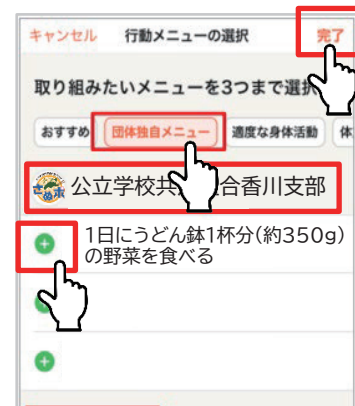 キャンセル 行動メニューの選択 完了
取り組みたいメニューを3つまで選択
おすすめ 団体独自メニュー 適度な身体活動 体
さぬき
公立学校共 合香川支部
1日にうどん鉢1杯分(約350g)
の野菜を食べる